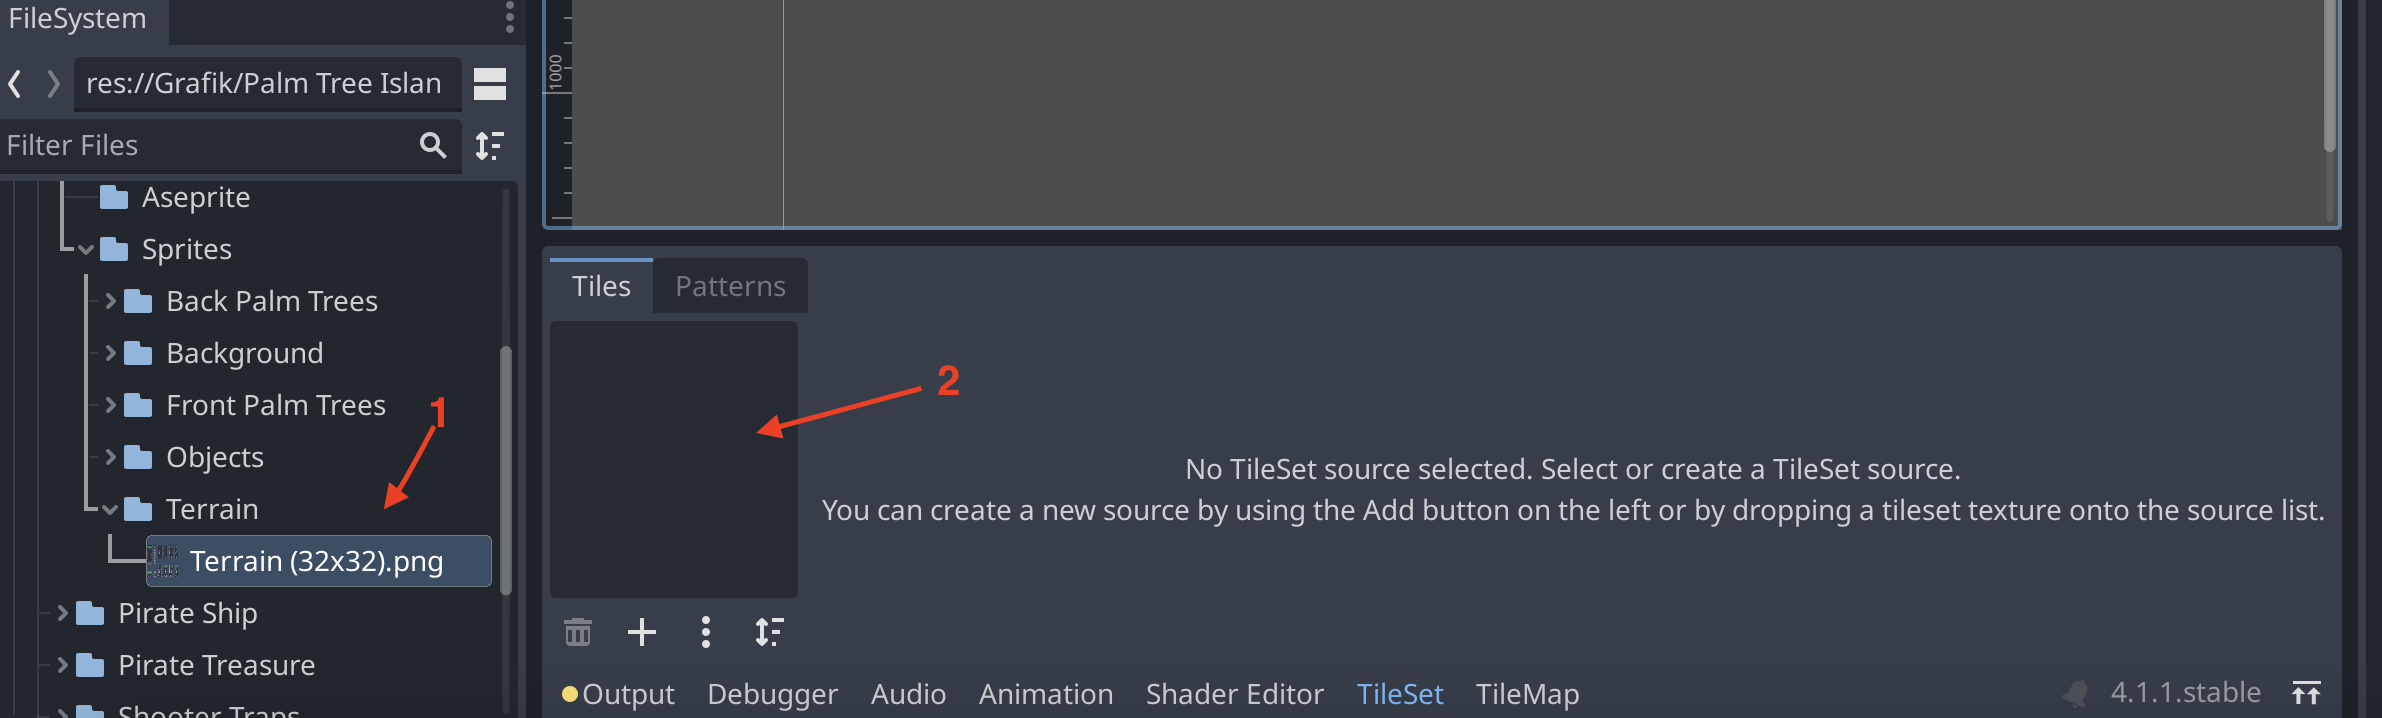 FileSystem
res://Grafik/Palm Tree Islan
Filter Files
Aseprite
Sprites
Back Palm Trees
Background
Front Palm Trees
1
Objects
Terrain
Terrain (32x32).png
Pirate Ship
Pirate Treasure
Shooter Traps
1000
Tiles
Patterns
2
No TileSet source selected. Select or create a TileSet source.
You can create a new source by using the Add button on the left or by dropping a tileset texture onto the source list.
Output
Debugger
Audio
Animation
Shader Editor
TileSet
TileMap
4.1.1.stable